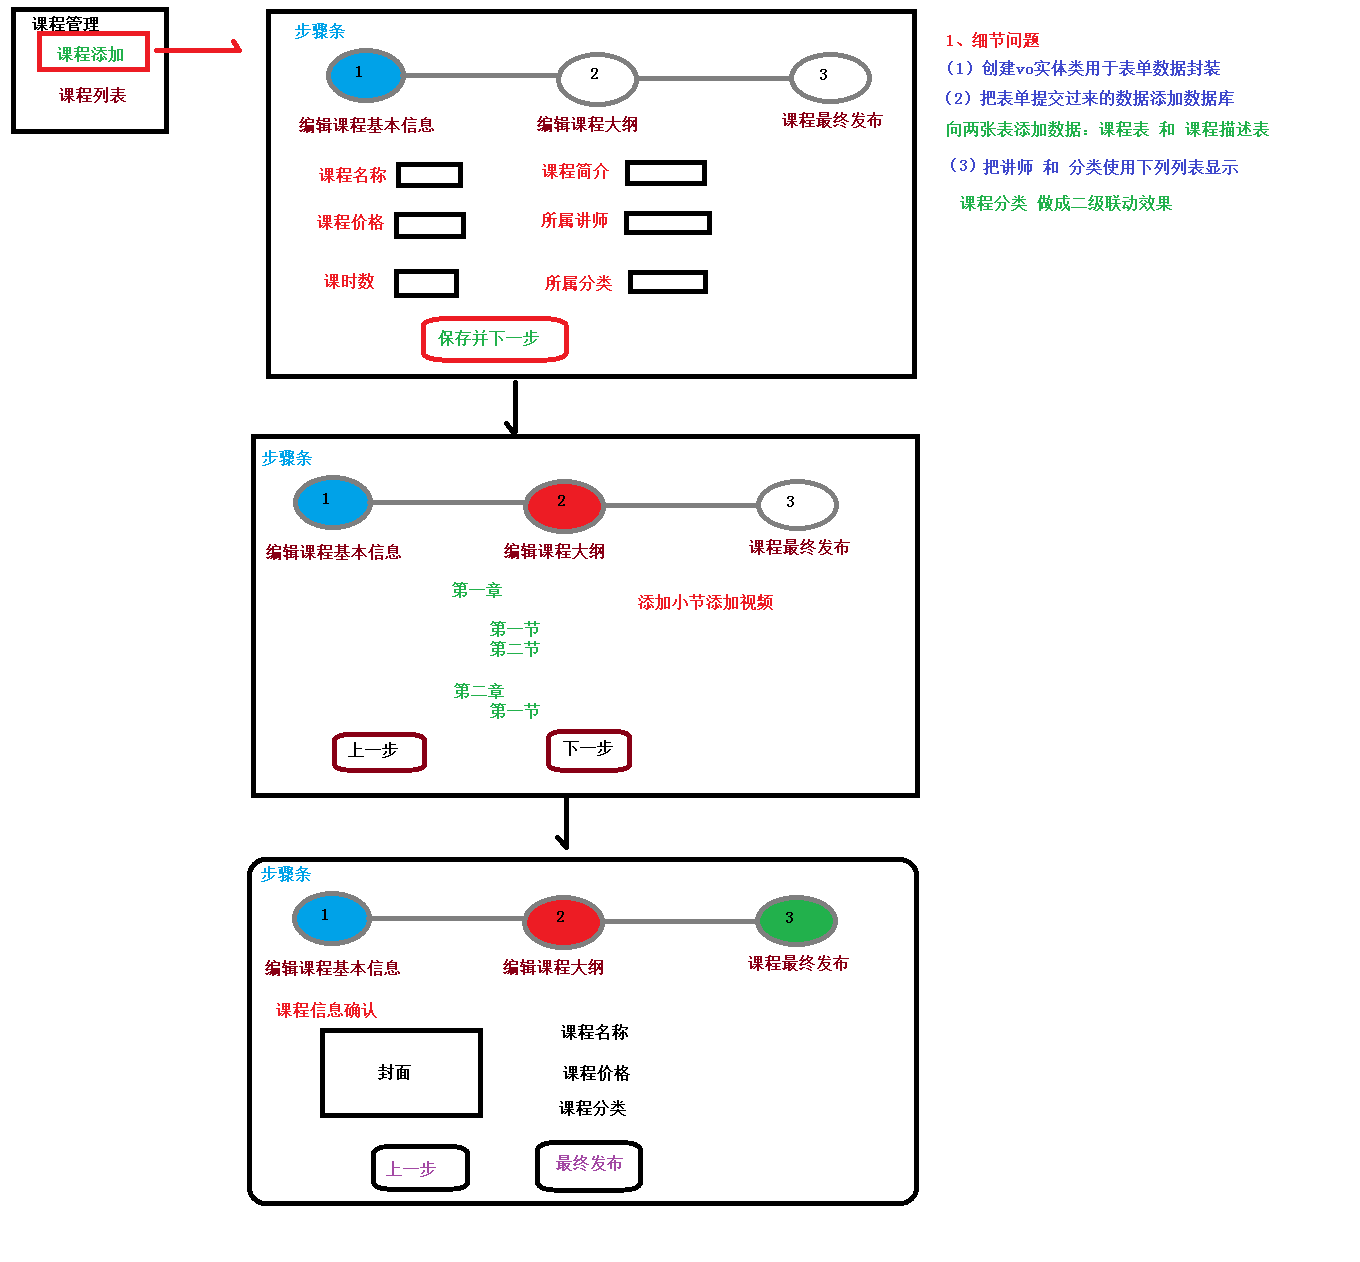 课程管理
课程添加
课程列表
步骤条
1
2
3
编辑课程基本信息
编辑课程大纲
课程最终发布
课程名称
课程简介
课程价格
所属讲师
课时数
所属分类
保存并下一步
1、细节问题
（1）创建vo实体类用于表单数据封装
（2）把表单提交过来的数据添加数据库
向两张表添加数据：课程表 和 课程描述表
（3）把讲师 和 分类使用下列列表显示
课程分类 做成二级联动效果
步骤条
1
2
3
编辑课程基本信息
编辑课程大纲
课程最终发布
第一章
添加小节添加视频
第一节
第二节
第二章
第一节
上一步
下一步
步骤条
1
2
3
编辑课程基本信息
编辑课程大纲
课程最终发布
课程信息确认
封面
课程名称
课程价格
课程分类
上一步
最终发布